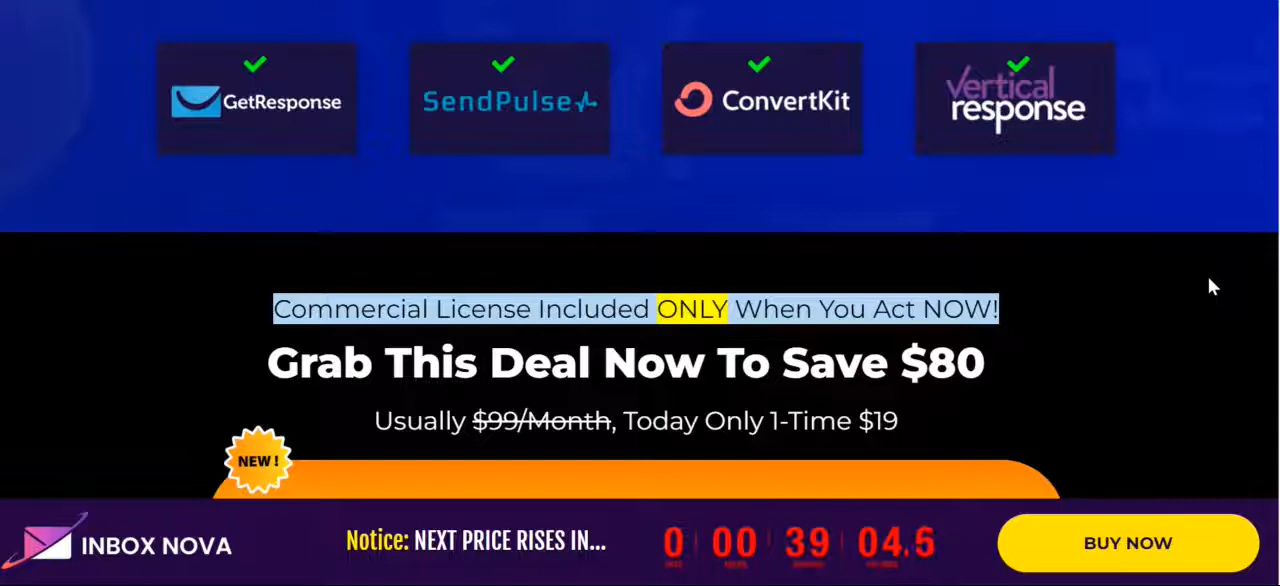 GetResponse
SendPulse
ConvertKit
Vertical
response
Commercial License Included ONLY When You Act NOW!
Grab This Deal Now To Save $80
Usually $99/Month, Today Only 1-Time $19
NEW!
INBOX NOVA
Notice: NEXT PRICE RISES IN...
0 00 39 04.5
BUY NOW